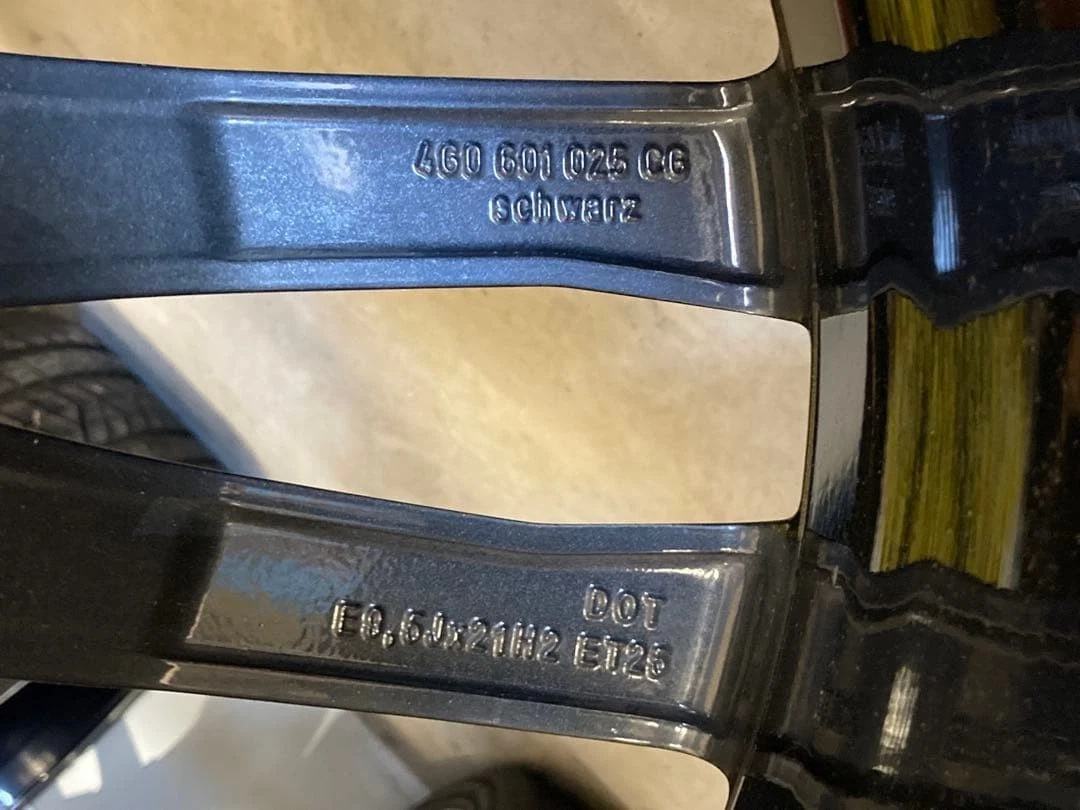 4G0 601 025 CG
schwarz
DOT
E9,5Jx21H2 ET25